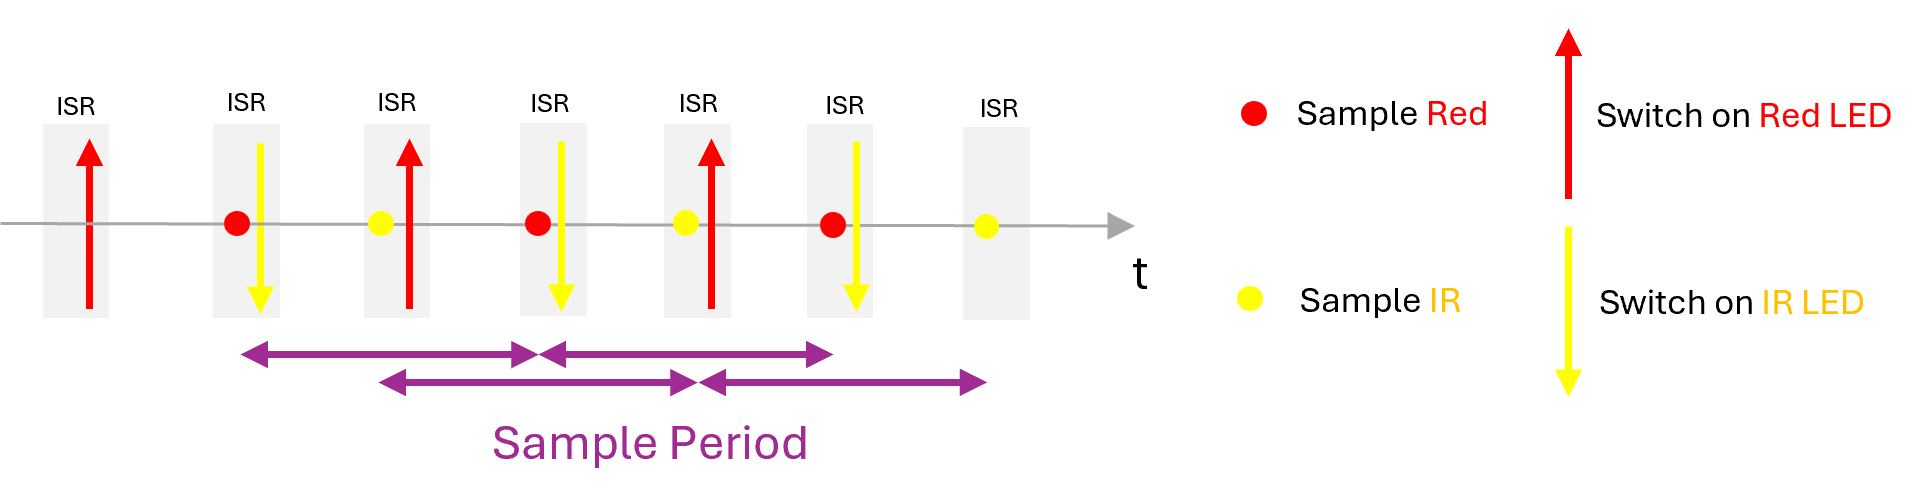 ISR
ISR
ISR
ISR
ISR
ISR
ISR
t
Sample Period
Sample Red
Switch on Red LED
Sample IR
Switch on IR LED